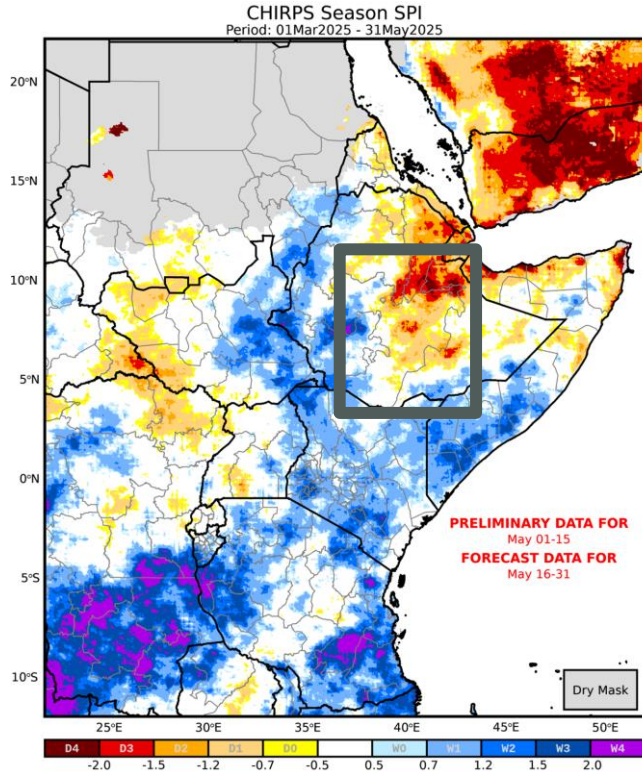 CHIRPS Season SPI
Period: 01Mar2025 - 31May2025
20°N
15°N
10°N
5°N
0°N
5°S
10°S
PRELIMINARY DATA FOR
May 01-15
FORECAST DATA FOR
May 16-31
Dry Mask
25°E 30°E 35°E 40°E 45°E 50°E
D4 D3 D2 D1 D0 W0 W1 W2 W3 W4
-2.0 -1.5 -1.2 -0.7 -0.5 0.5 0.7 1.2 1.5 2.0